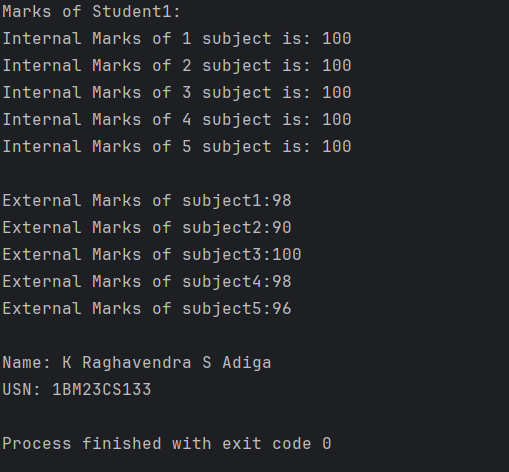 Marks of Student1:
Internal Marks of 1 subject is: 100
Internal Marks of 2 subject is: 100
Internal Marks of 3 subject is: 100
Internal Marks of 4 subject is: 100
Internal Marks of 5 subject is: 100
External Marks of subject1:98
External Marks of subject2:90
External Marks of subject3:100
External Marks of subject4:98
External Marks of subject5:96
Name: K Raghavendra S Adiga
USN: 1BM23CS133
Process finished with exit code 0